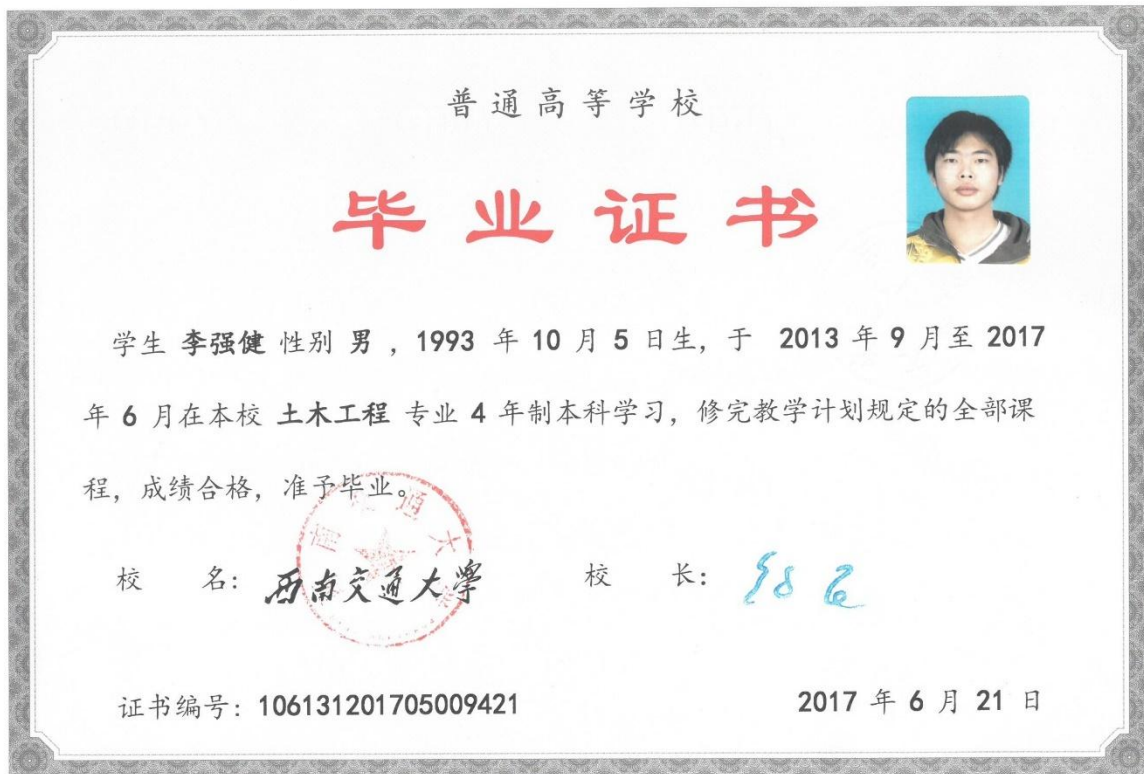 普通高等学校
毕业证书
学生 李强健 性别 男 ，1993 年 10 月 5 日生，于 2013 年 9 月至 2017
年 6 月在本校 土木工程 专业 4 年制本科学习，修完教学计划规定的全部课
程，成绩合格，准予毕业。
校 名：西南交通大學 校 长：
南 通大
证书编号：106131201705009421 2017 年 6 月 21 日